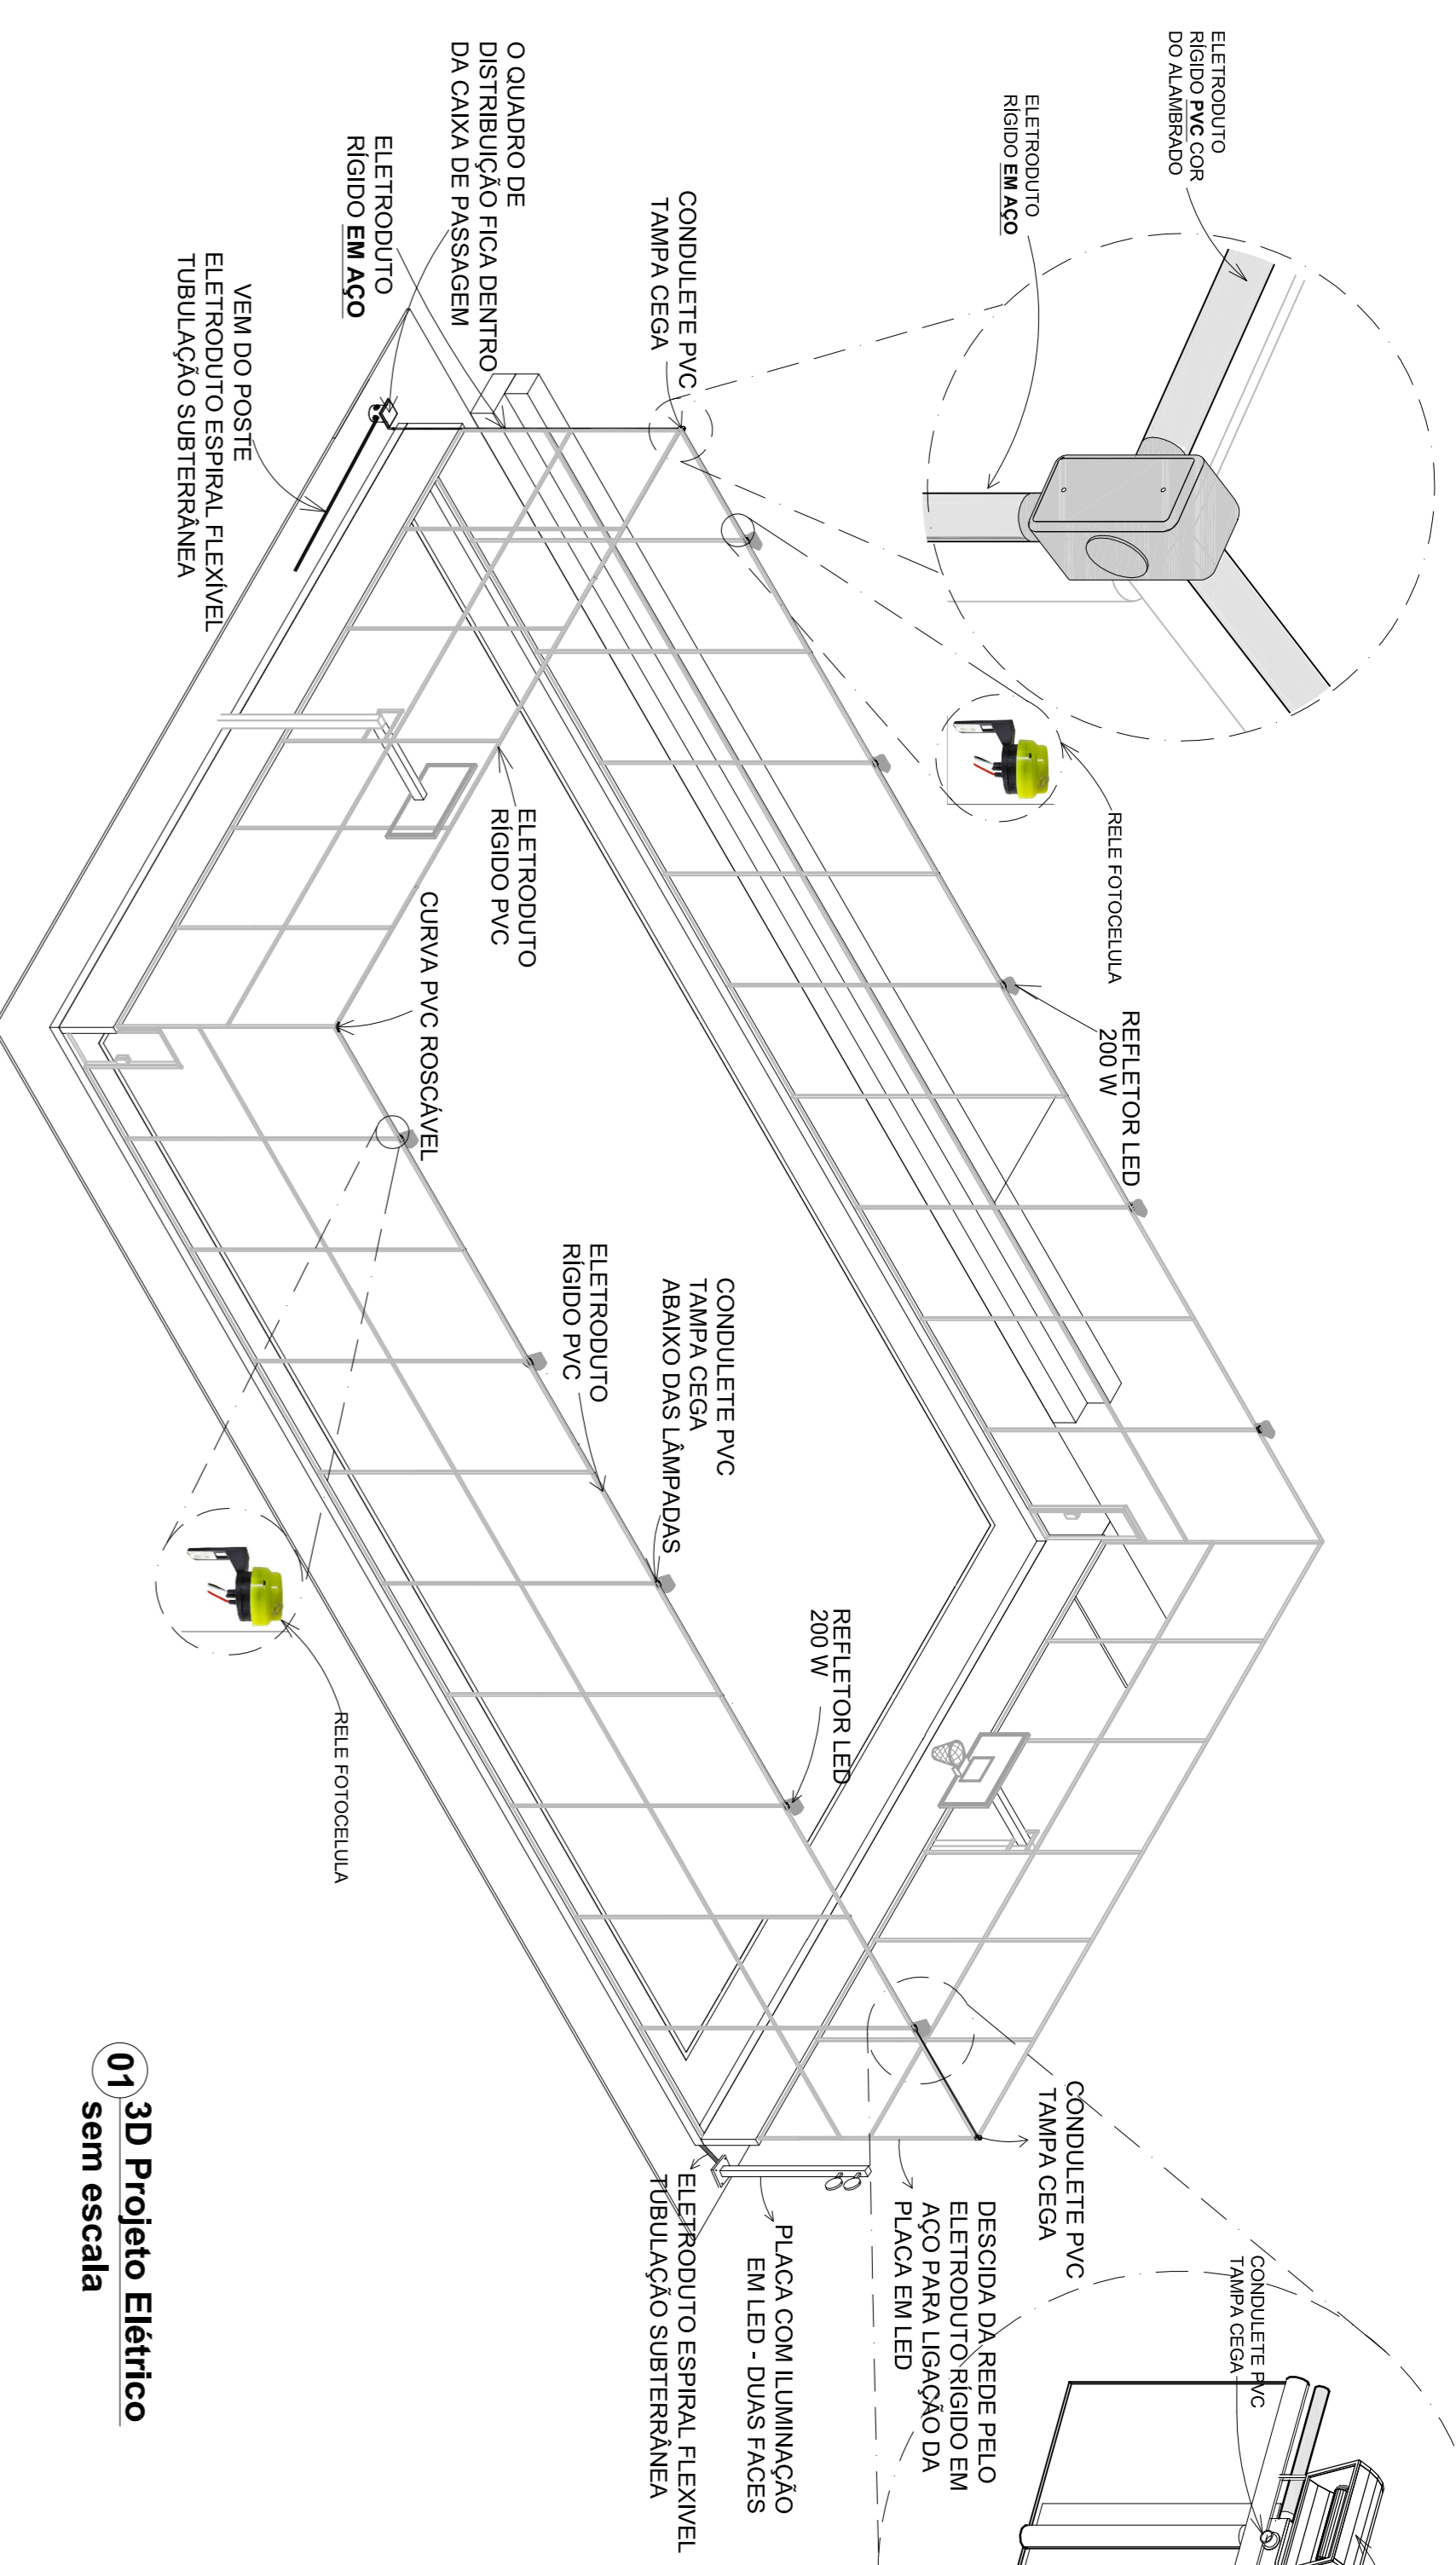 ELETRODUTO
RÍGIDO PVC COR
DO ALAMBRADO
ELETRODUTO
RÍGIDO EM AÇO
CONDULETE PVC
TAMPA CEGA
O QUADRO DE
DISTRIBUIÇÃO FICA DENTRO
DA CAIXA DE PASSAGEM
ELETRODUTO
RÍGIDO EM AÇO
VEM DO POSTE
ELETRODUTO ESPIRAL FLEXÍVEL
TUBULAÇÃO SUBTERRÂNEA
RELE FOTOCELULA
REFLETOR LED
200 W
ELETRODUTO
RÍGIDO PVC
CURVA PVC ROSCÁVEL
CONDULETE PVC
TAMPA CEGA
ABAIXO DAS LÂMPADAS
ELETRODUTO
RÍGIDO PVC
REFLETOR LED
200 W
RELE FOTOCELULA
CONDULETE PVC
TAMPA CEGA
CONDULETE PVC
TAMPA CEGA
DESCIDA DA REDE PELO
ELETRODUTO RÍGIDO EM
AÇO PARA LIGAÇÃO DA
PLACA EM LED
PLACA COM ILUMINAÇÃO
EM LED - DUAS FACES
ELETRODUTO ESPIRAL FLEXIVEL
TUBULAÇÃO SUBTERRÂNEA
01 3D Projeto Elétrico
sem escala